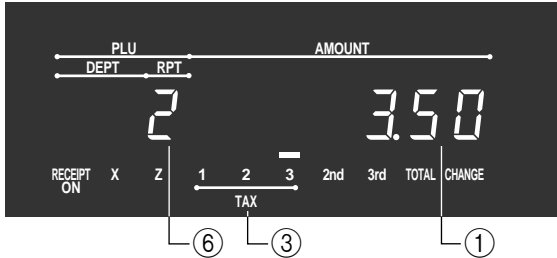 PLU AMOUNT
DEPT RPT
2 3.50
RECEIPT ON X Z 1 2 3 2nd 3rd TOTAL CHANGE
TAX
⑥ ③ ①